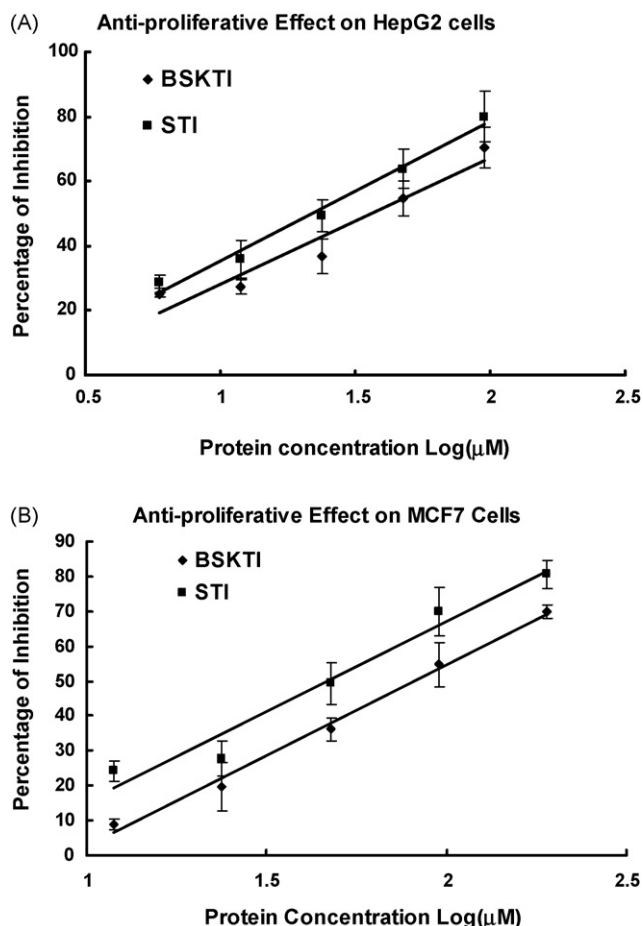 (A) Anti-proliferative Effect on HepG2 cells
100
80
60
40
20
0
BSKTI
STI
Percentage of Inhibition
0.5 1 1.5 2 2.5
Protein concentration Log(μM)
(B) Anti-proliferative Effect on MCF7 Cells
90
80
70
60
50
40
30
20
10
0
BSKTI
STI
Percentage of Inhibition
1 1.5 2 2.5
Protein Concentration Log(μM)